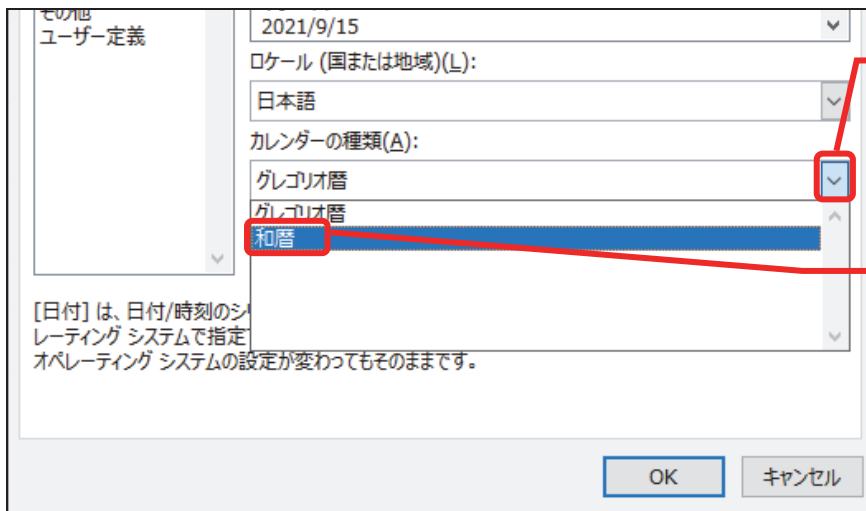 その他
ユーザー定義
2021/9/15
ロケール (国または地域)(L):
日本語
カレンダーの種類(A):
グレゴリオ暦
グレゴリオ暦
和暦
[日付] は、日付/時刻のシ
レーティング システムで指定
オペレーティング システムの設定が変わってもそのままです。
OK
キャンセル